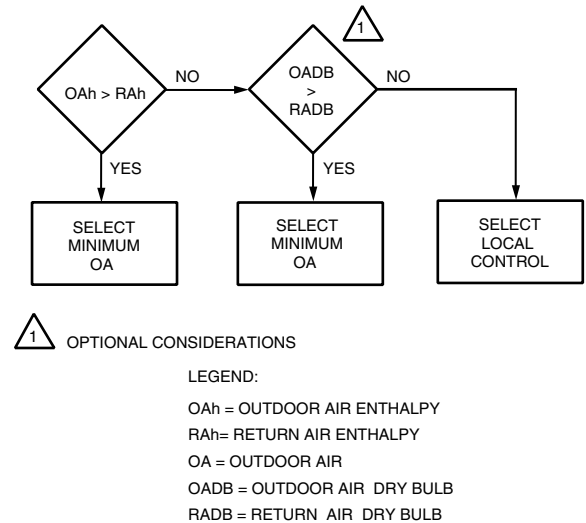 1
OAh > RAh
NO
OADB
>
RADB
NO
YES
YES
SELECT
MINIMUM
OA
SELECT
MINIMUM
OA
SELECT
LOCAL
CONTROL
1 OPTIONAL CONSIDERATIONS
LEGEND:
OAh = OUTDOOR AIR ENTHALPY
RAh= RETURN AIR ENTHALPY
OA = OUTDOOR AIR
OADB = OUTDOOR AIR DRY BULB
RADB = RETURN AIR DRY BULB